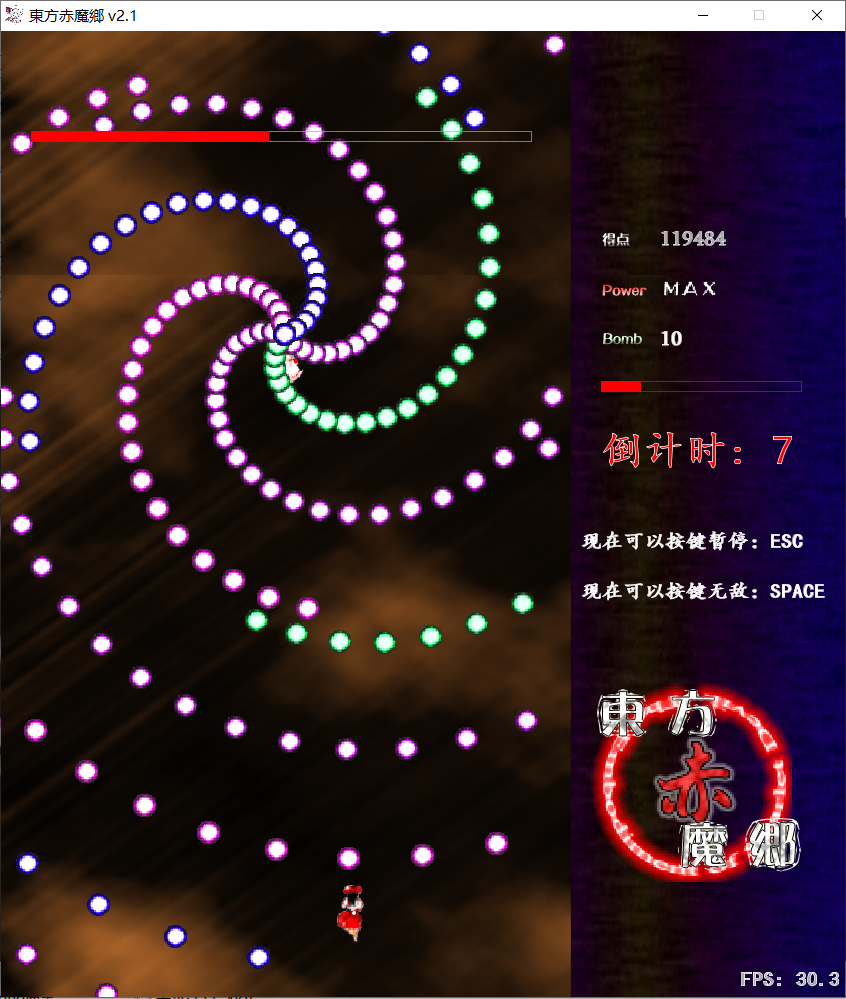 東方赤魔鄉 v2.1
得点 119484
Power MAX
Bomb 10
倒计时：7
现在可以按键暂停：ESC
现在可以按键无敌：SPACE
東方
赤
魔鄉
FPS：30.3